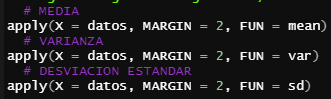 # MEDIA
apply(X = datos, MARGIN = 2, FUN = mean)
# VARIANZA
apply(X = datos, MARGIN = 2, FUN = var)
# DESVIACION ESTANDAR
apply(X = datos, MARGIN = 2, FUN = sd)